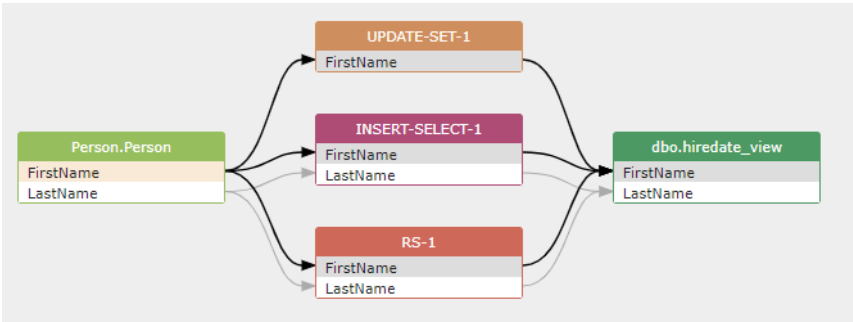 UPDATE-SET-1
FirstName
INSERT-SELECT-1
FirstName
LastName
Person.Person
FirstName
LastName
dbo.hiredate_view
FirstName
LastName
RS-1
FirstName
LastName